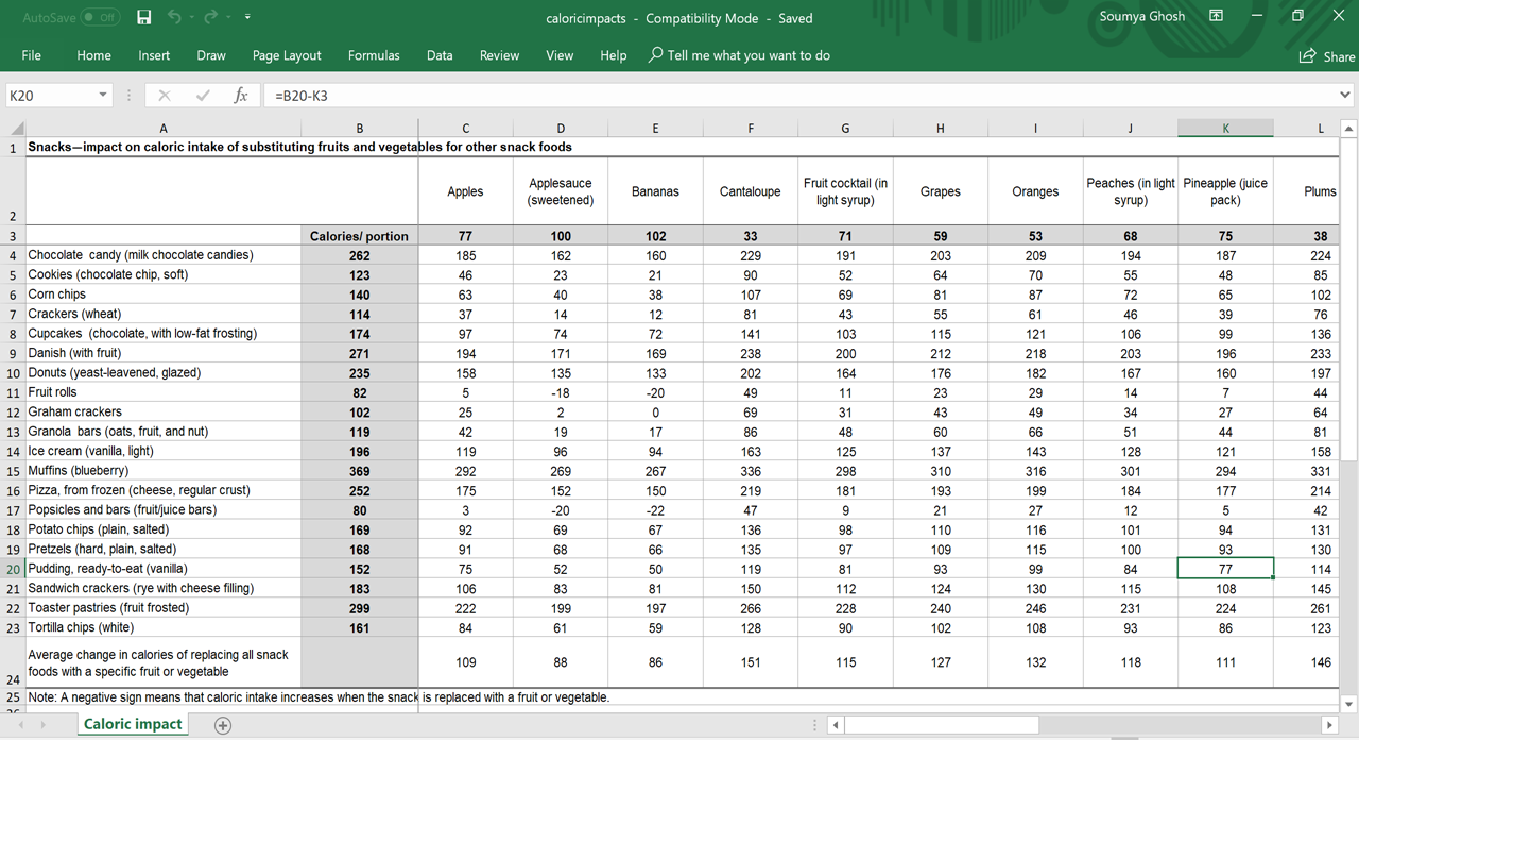 AutoSave Off caloricimpacts - Compatibility Mode - Saved Soumya Ghosh
File Home Insert Draw Page Layout Formulas Data Review View Help Tell me what you want to do Share
K20 fx =B20-K3
A B C D E F G H I J K L
1 Snacks—impact on caloric intake of substituting fruits and vegetables for other snack foods
2 Apples Applesauce (sweetened) Bananas Cantaloupe Fruit cocktail (in light syrup) Grapes Oranges Peaches (in light syrup) Pineapple (juice pack) Plums
3 Calories/ portion 77 100 102 33 71 59 53 68 75 38
4 Chocolate candy (milk chocolate candies) 262 185 162 160 229 191 203 209 194 187 224
5 Cookies (chocolate chip, soft) 123 46 23 21 90 52 64 70 55 48 85
6 Corn chips 140 63 40 38 107 69 81 87 72 65 102
7 Crackers (wheat) 114 37 14 12 81 43 55 61 46 39 76
8 Cupcakes (chocolate, with low-fat frosting) 174 97 74 72 141 103 115 121 106 99 136
9 Danish (with fruit) 271 194 171 169 238 200 212 218 203 196 233
10 Donuts (yeast-leavened, glazed) 235 158 135 133 202 164 176 182 167 160 197
11 Fruit rolls 82 5 -18 -20 49 11 23 29 14 7 44
12 Graham crackers 102 25 2 0 69 31 43 49 34 27 64
13 Granola bars (oats, fruit, and nut) 119 42 19 17 86 48 60 66 51 44 81
14 Ice cream (vanilla, light) 196 119 96 94 163 125 137 143 128 121 158
15 Muffins (blueberry) 369 292 269 267 336 298 310 316 301 294 331
16 Pizza, from frozen (cheese, regular crust) 252 175 152 150 219 181 193 199 184 177 214
17 Popsicles and bars (fruit/juice bars) 80 3 -20 -22 47 9 21 27 12 5 42
18 Potato chips (plain, salted) 169 92 69 67 136 98 110 116 101 94 131
19 Pretzels (hard, plain, salted) 168 91 68 66 135 97 109 115 100 93 130
20 Pudding, ready-to-eat (vanilla) 152 75 52 50 119 81 93 99 84 77 114
21 Sandwich crackers (rye with cheese filling) 183 106 83 81 150 112 124 130 115 108 145
22 Toaster pastries (fruit frosted) 299 222 199 197 266 228 240 246 231 224 261
23 Tortilla chips (white) 161 84 61 59 128 90 102 108 93 86 123
24 Average change in calories of replacing all snack foods with a specific fruit or vegetable 109 88 86 151 115 127 132 118 111 146
25 Note: A negative sign means that caloric intake increases when the snack is replaced with a fruit or vegetable.
Caloric impact